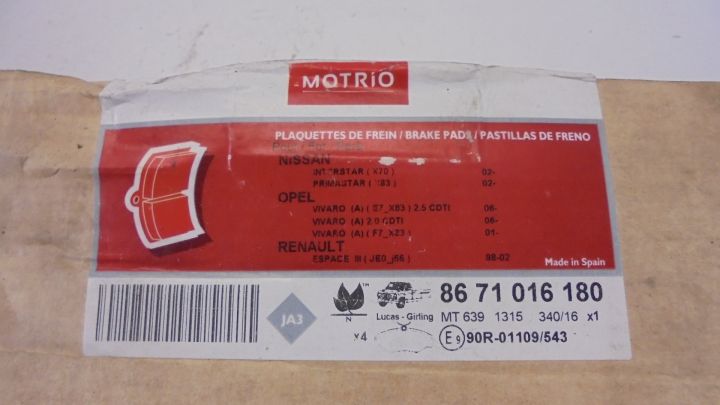 MOTRIO
PLAQUETTES DE FREIN / BRAKE PADS / PASTILLAS DE FRENO
NISSAN
INTERSTAR ( X70 ) 02-
PRIMASTAR ( 83 ) 02-
OPEL
VIVARO (A) ( E7_X83 ) 2.5 CDTI 06-
VIVARO (A) 2.0 CDTI 06-
VIVARO (A) ( F7_X83 ) 01-
RENAULT
ESPACE III ( JE0_j66 ) 98-02
Made in Spain
JA3
TM
N
x4
Lucas - Girling
86 71 016 180
MT 639 1315 340/16 x1
E9 90R-01109/543